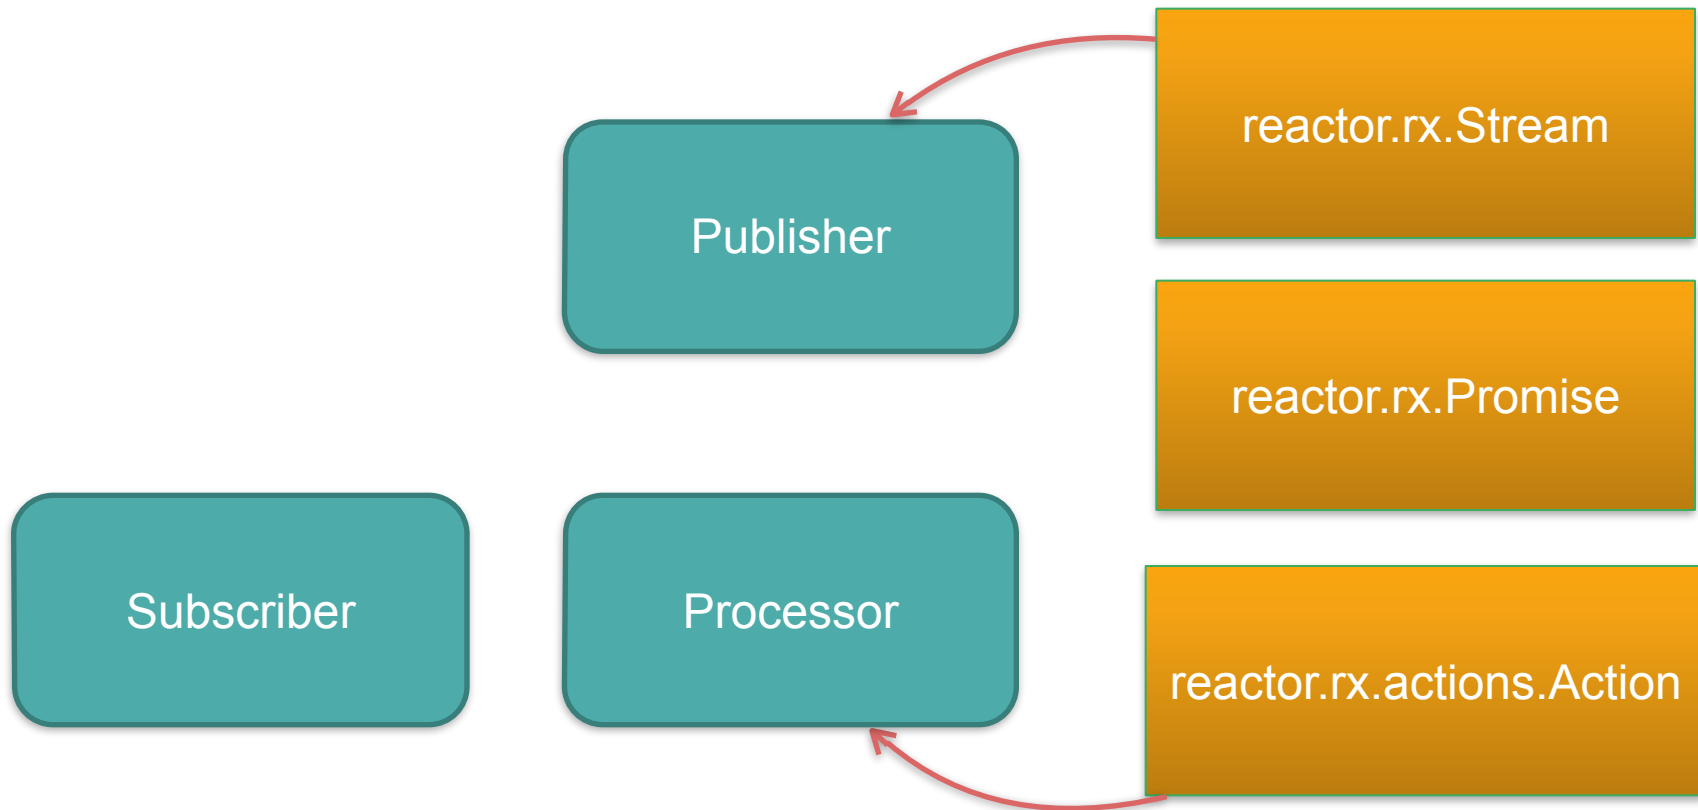 reactor.rx.Stream
Publisher
reactor.rx.Promise
Subscriber
Processor
reactor.rx.actions.Action